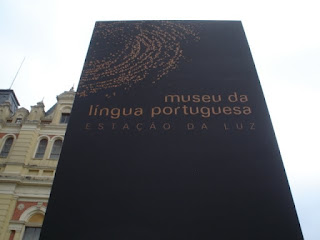 museu da
língua portuguesa
ESTAÇÃO DA LUZ